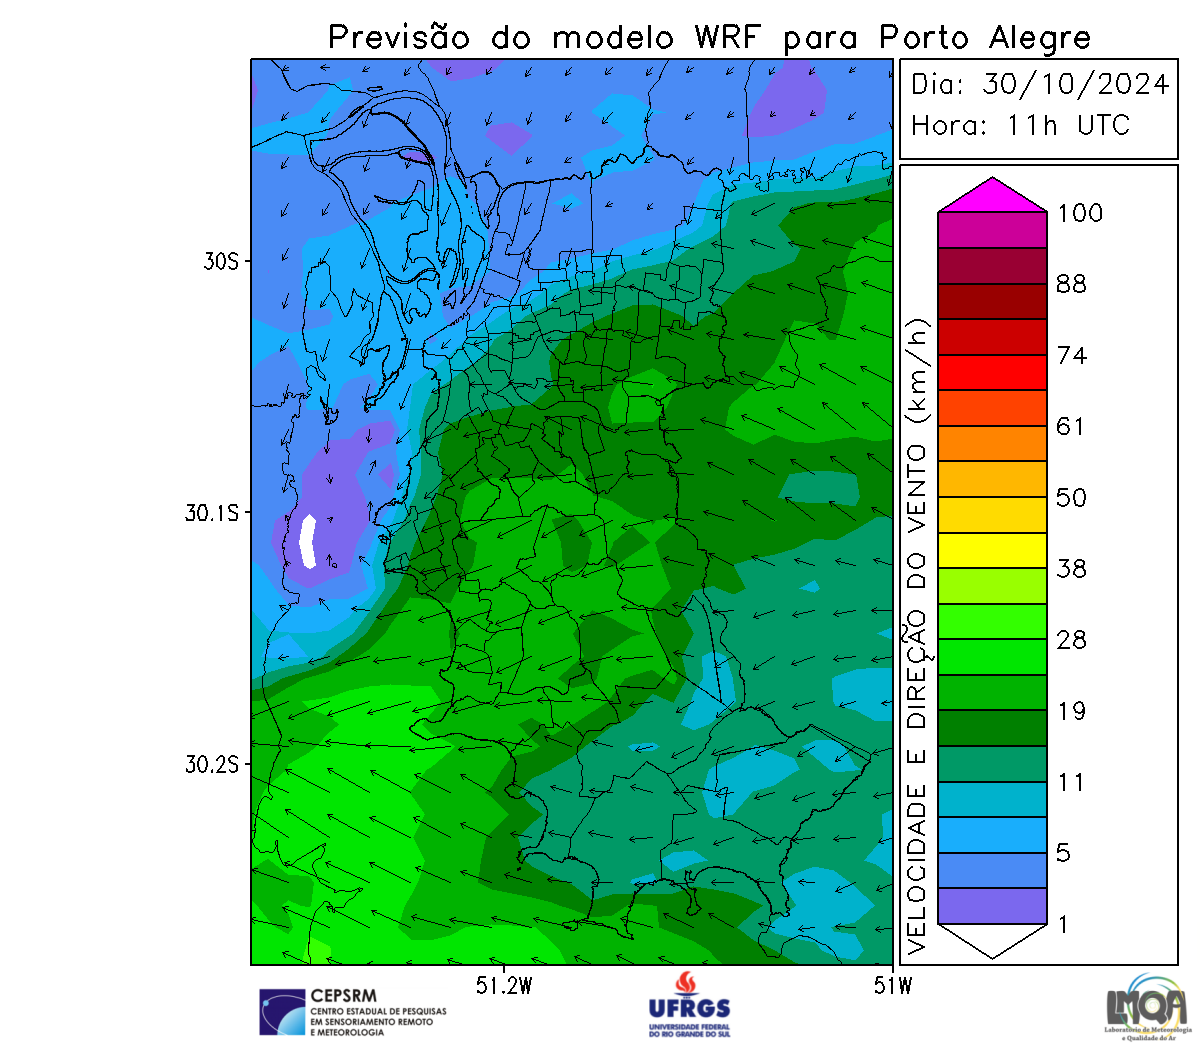 Previsão do modelo WRF para Porto Alegre
Dia: 30/10/2024
Hora: 11h UTC
30S
30.1S
30.2S
51.2W
51W
VELOCIDADE E DIREÇÃO DO VENTO (km/h)
100
88
74
61
50
38
28
19
11
5
1
CEPSRM
CENTRO ESTADUAL DE PESQUISAS
EM SENSORIAMENTO REMOTO
E METEOROLOGIA
UFRGS
UNIVERSIDADE FEDERAL
DO RIO GRANDE DO SUL
LMQA
Laboratório de Meteorologia
e Qualidade do Ar